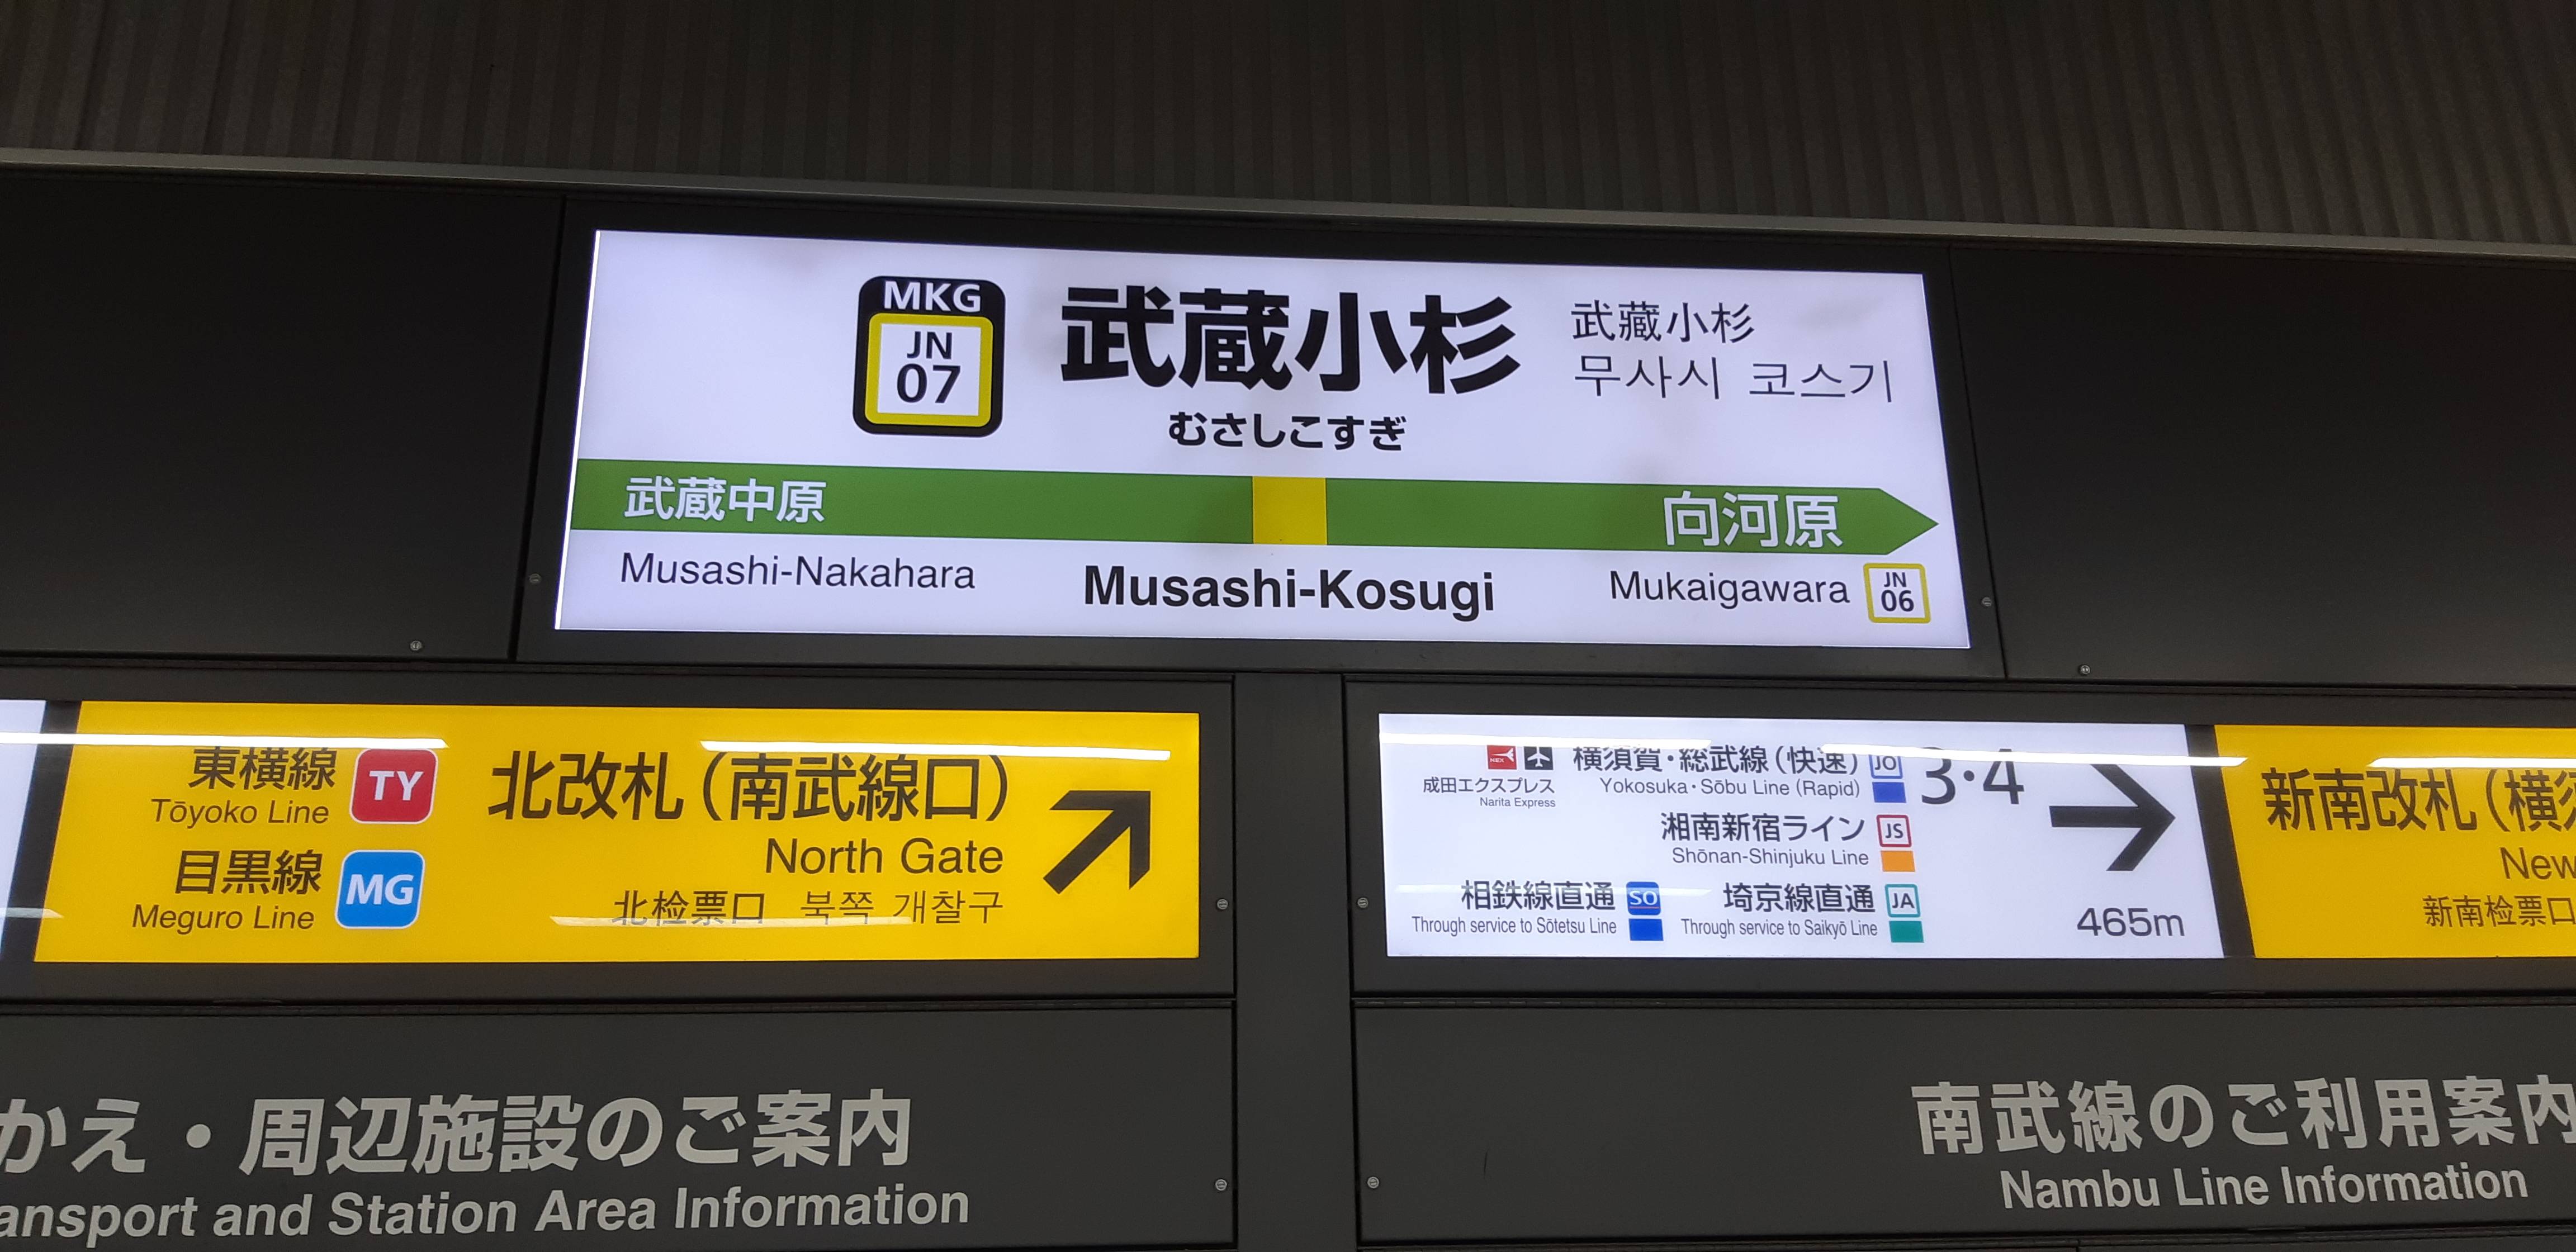 MKG
JN
07
武蔵小杉
むさしこすぎ
武藏小杉
무사시 코스기
武蔵中原
向河原
Musashi-Nakahara
Musashi-Kosugi
Mukaigawara
JN
06
東横線
Tōyoko Line
TY
目黒線
Meguro Line
MG
北改札（南武線口）
North Gate
北检票口 북쪽 개찰구
NEX
成田エクスプレス
Narita Express
横須賀・総武線（快速）
Yokosuka・Sōbu Line (Rapid)
JO
3・4
湘南新宿ライン
Shōnan-Shinjuku Line
JS
相鉄線直通
Through service to Sōtetsu Line
SO
埼京線直通
Through service to Saikyō Line
JA
465m
新南改札（横
New
新南检票口
かえ・周辺施設のご案内
ansport and Station Area Information
南武線のご利用案内
Nambu Line Information